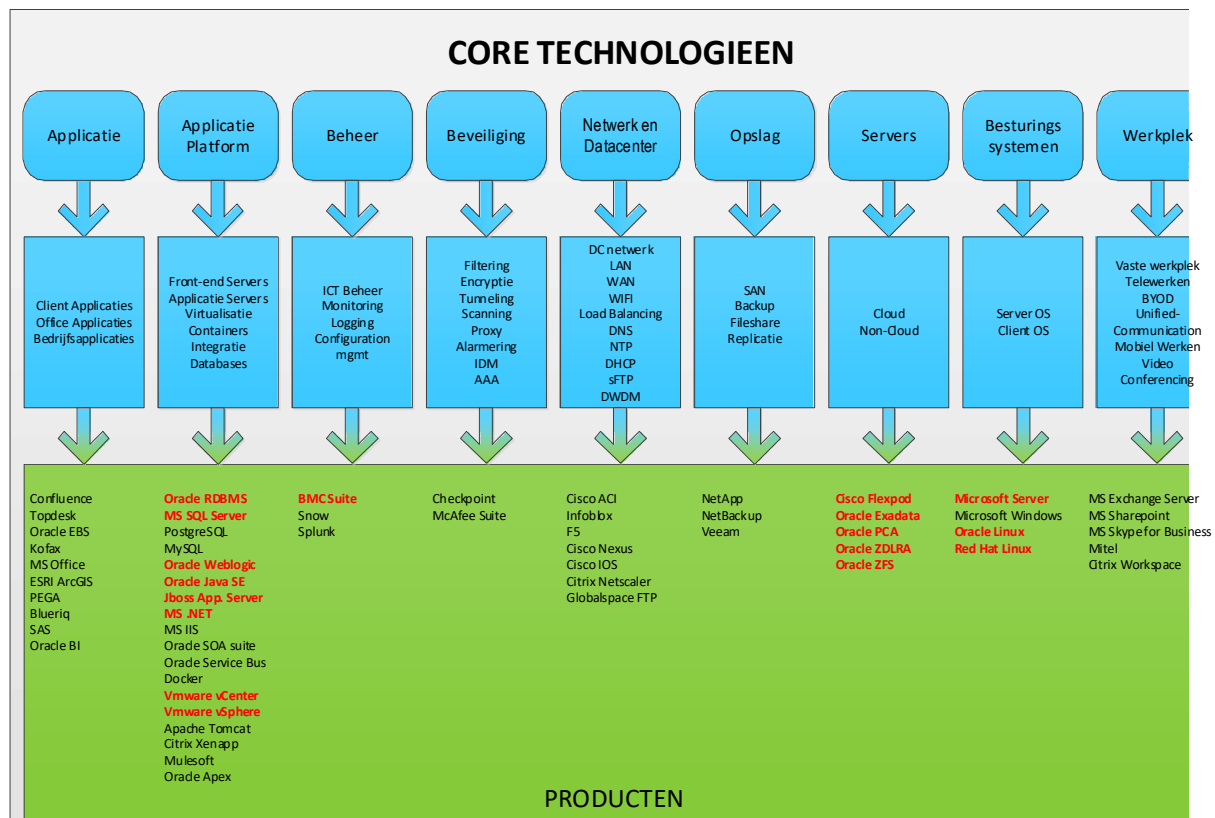 CORE TECHNOLOGIEEN
Applicatie
Applicatie
Platform
Beheer
Beveiliging
Netwerk en
Datacenter
Opslag
Servers
Besturings
systemen
Werkplek
Client Applicaties
Office Applicaties
Bedrijfsapplicaties
Front-end Servers
Applicatie Servers
Virtualisatie
Containers
Integratie
Databases
ICT Beheer
Monitoring
Logging
Configuration
mgmt
Filtering
Encryptie
Tunneling
Scanning
Proxy
Alarmering
IDM
AAA
DC netwerk
LAN
WAN
WIFI
Load Balancing
DNS
NTP
DHCP
sFTP
DWDM
SAN
Backup
Fileshare
Replicatie
Cloud
Non-Cloud
Server OS
Client OS
Vaste werkplek
Telewerken
BYOD
Unified-
Communication
Mobiel Werken
Video
Conferencing
Confluence
Topdesk
Oracle EBS
Kofax
MS Office
ESRI ArcGIS
PEGA
Blueriq
SAS
Oracle BI
Oracle RDBMS
MS SQL Server
PostgreSQL
MySQL
Oracle Weblogic
Oracle Java SE
Jboss App. Server
MS .NET
MS IIS
Oracle SOA suite
Oracle Service Bus
Docker
Vmware vCenter
Vmware vSphere
Apache Tomcat
Citrix Xenapp
Mulesoft
Oracle Apex
BMC Suite
Snow
Splunk
Checkpoint
McAfee Suite
Cisco ACI
Infoblox
F5
Cisco Nexus
Cisco IOS
Citrix Netscaler
Globalspace FTP
NetApp
NetBackup
Veeam
Cisco Flexpod
Oracle Exadata
Oracle PCA
Oracle ZDLRA
Oracle ZFS
Microsoft Server
Microsoft Windows
Oracle Linux
Red Hat Linux
MS Exchange Server
MS Sharepoint
MS Skype for Business
Mitel
Citrix Workspace
PRODUCTEN